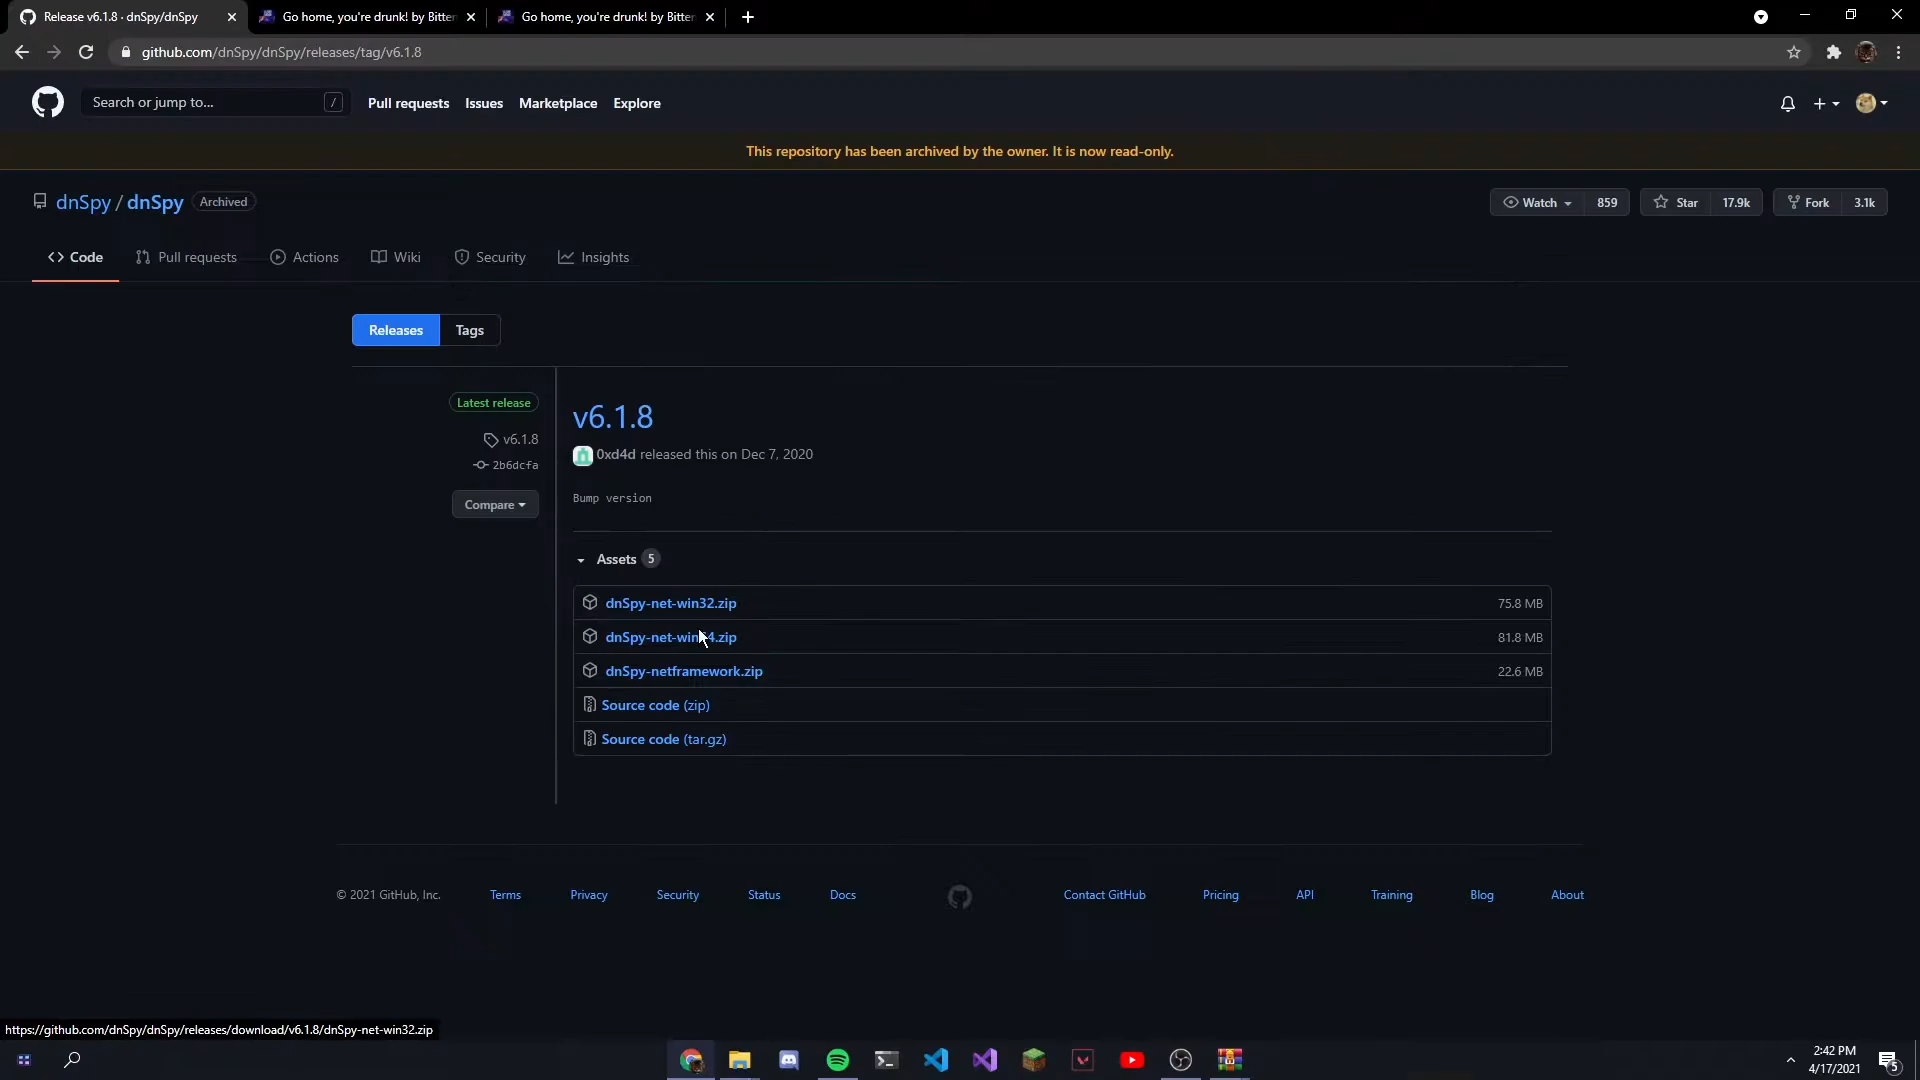 Release v6.1.8 · dnSpy/dnSpy
Go home, you're drunk! by Bitter
Go home, you're drunk! by Bitter
github.com/dnSpy/dnSpy/releases/tag/v6.1.8
Search or jump to...
/
Pull requests
Issues
Marketplace
Explore
This repository has been archived by the owner. It is now read-only.
dnSpy / dnSpy
Archived
Watch
859
Star
17.9k
Fork
3.1k
Code
Pull requests
Actions
Wiki
Security
Insights
Releases
Tags
Latest release
v6.1.8
2b6dcfa
Compare
v6.1.8
0xd4d released this on Dec 7, 2020
Bump version
Assets 5
dnSpy-net-win32.zip
75.8 MB
81.8 MB
dnSpy-netframework.zip
22.6 MB
Source code (zip)
Source code (tar.gz)
© 2021 GitHub, Inc.
Terms
Privacy
Security
Status
Docs
Contact GitHub
Pricing
API
Training
Blog
About
https://github.com/dnSpy/dnSpy/releases/download/v6.1.8/dnSpy-net-win32.zip
2:42 PM
4/17/2021
5